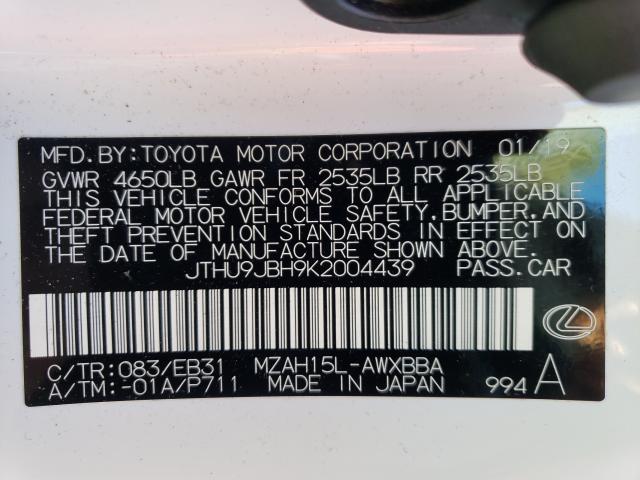 MFD.BY:TOYOTA MOTOR CORPORATION 01/19
GVWR 4650LB GAWR FR 2535LB RR 2535LB
THIS VEHICLE CONFORMS TO ALL APPLICABLE
FEDERAL MOTOR VEHICLE SAFETY,BUMPER,AND
THEFT PREVENTION STANDARDS IN EFFECT ON
THE DATE OF MANUFACTURE SHOWN ABOVE.
JTHU9JBH9K2004439 PASS.CAR
C/TR:083/EB31 MZAH15L-AWXBBA
A/TM:-01A/P711 MADE IN JAPAN 994 A